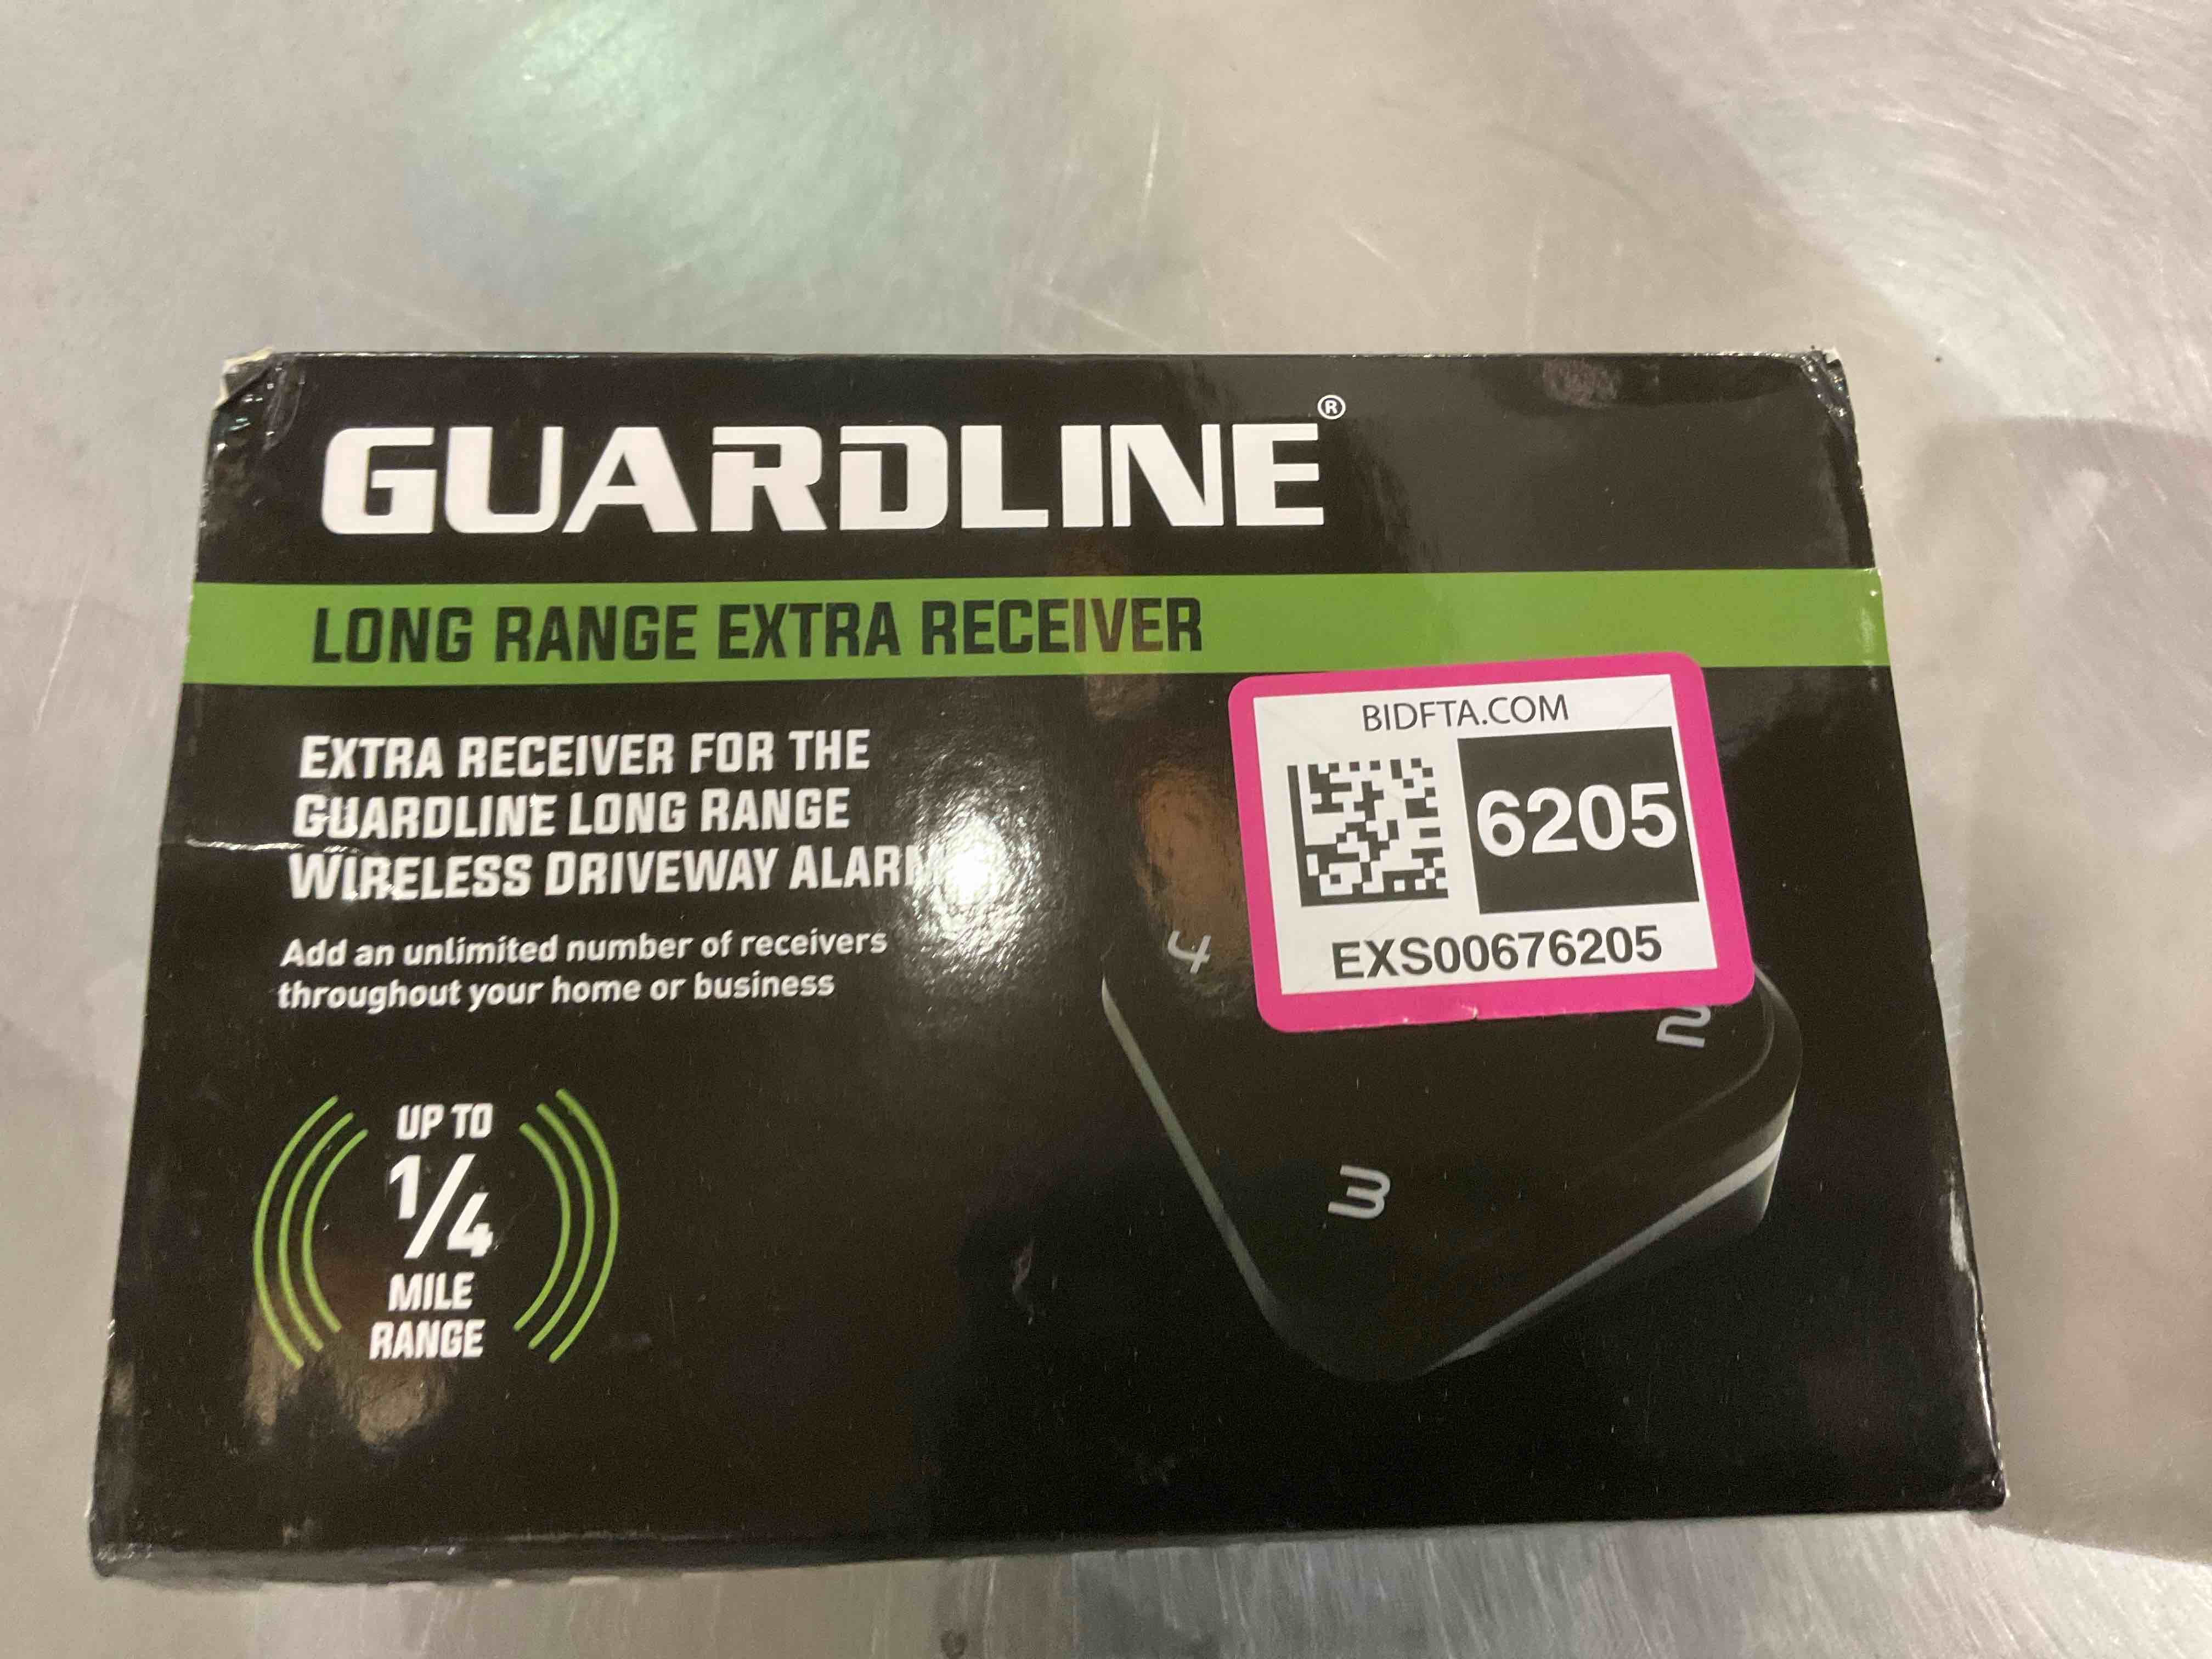 GUARDLINE®
LONG RANGE EXTRA RECEIVER
EXTRA RECEIVER FOR THE
GUARDLINE LONG RANGE
WIRELESS DRIVEWAY ALARM
Add an unlimited number of receivers
throughout your home or business
UP TO
1/4
MILE
RANGE
BIDFTA.COM
6205
EXS00676205
4
2
3